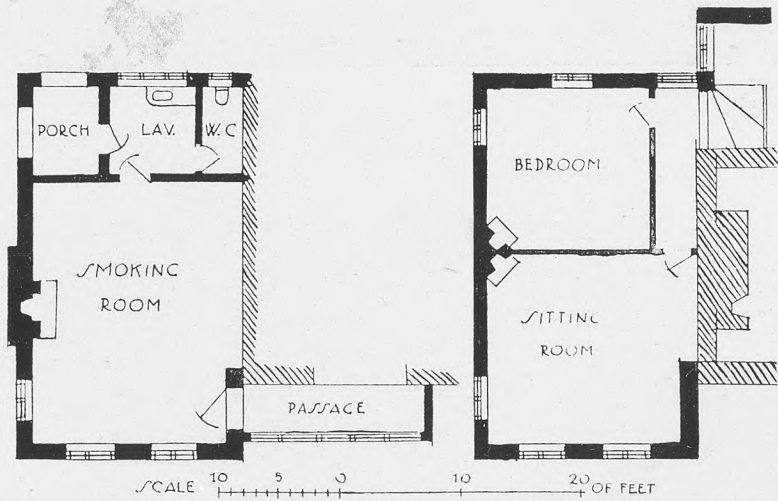 PORCH
LAV.
W.C
SMOKING
ROOM
PASSAGE
BEDROOM
SITTING
ROOM
SCALE 10 5 0 10 20 OF FEET